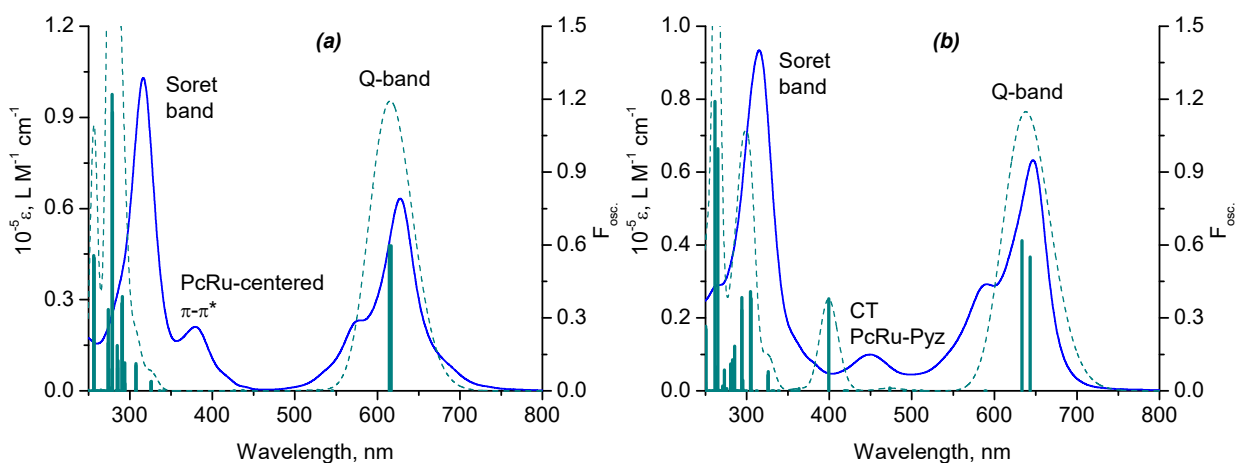 (a)
Soret
band
Q-band
PcRu-centered
π-π*
10⁻⁵ε, L M⁻¹ cm⁻¹
1.2
0.9
0.6
0.3
0.0
1.5
1.2
0.9
0.6
0.3
0.0
F_osc.
300 400 500 600 700 800
Wavelength, nm
(b)
Soret
band
Q-band
CT
PcRu-Pyz
10⁻⁵ε, L M⁻¹ cm⁻¹
1.0
0.8
0.6
0.4
0.2
0.0
1.5
1.2
0.9
0.6
0.3
0.0
F_osc.
300 400 500 600 700 800
Wavelength, nm